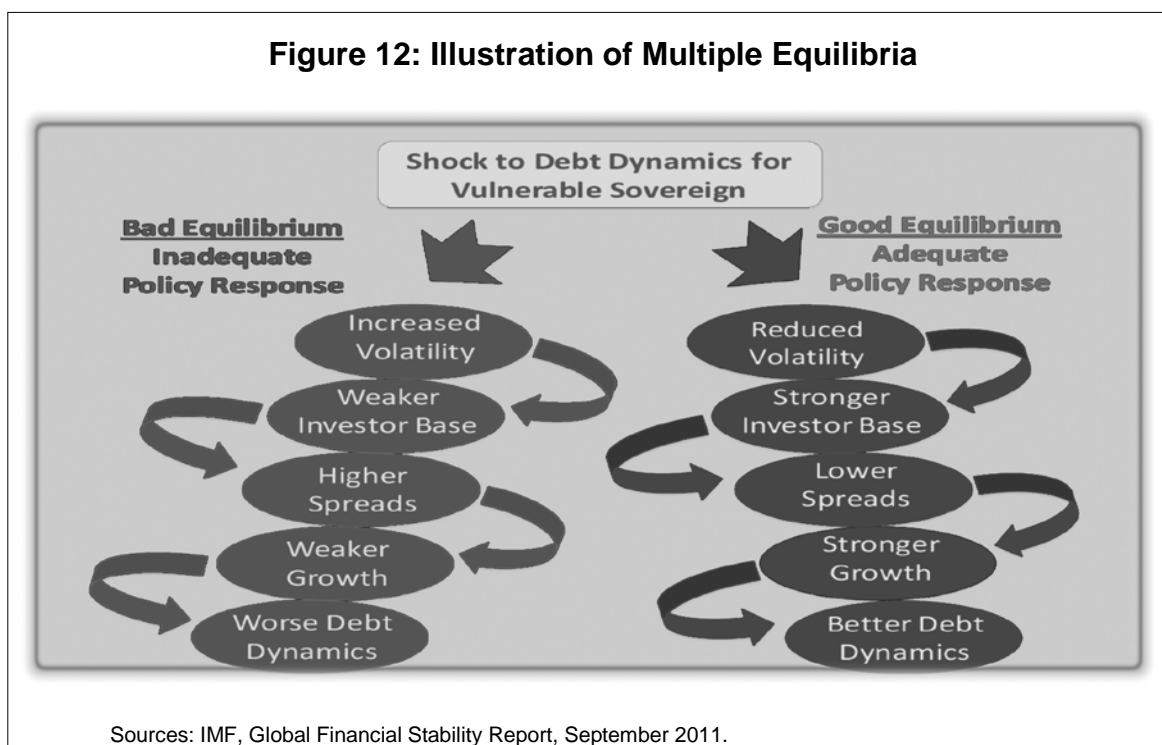 Figure 12: Illustration of Multiple Equilibria
Shock to Debt Dynamics for
Vulnerable Sovereign
Bad Equilibrium
Inadequate
Policy Response
Good Equilibrium
Adequate
Policy Response
Increased
Volatility
Weaker
Investor Base
Higher
Spreads
Weaker
Growth
Worse Debt
Dynamics
Reduced
Volatility
Stronger
Investor Base
Lower
Spreads
Stronger
Growth
Better Debt
Dynamics
Sources: IMF, Global Financial Stability Report, September 2011.